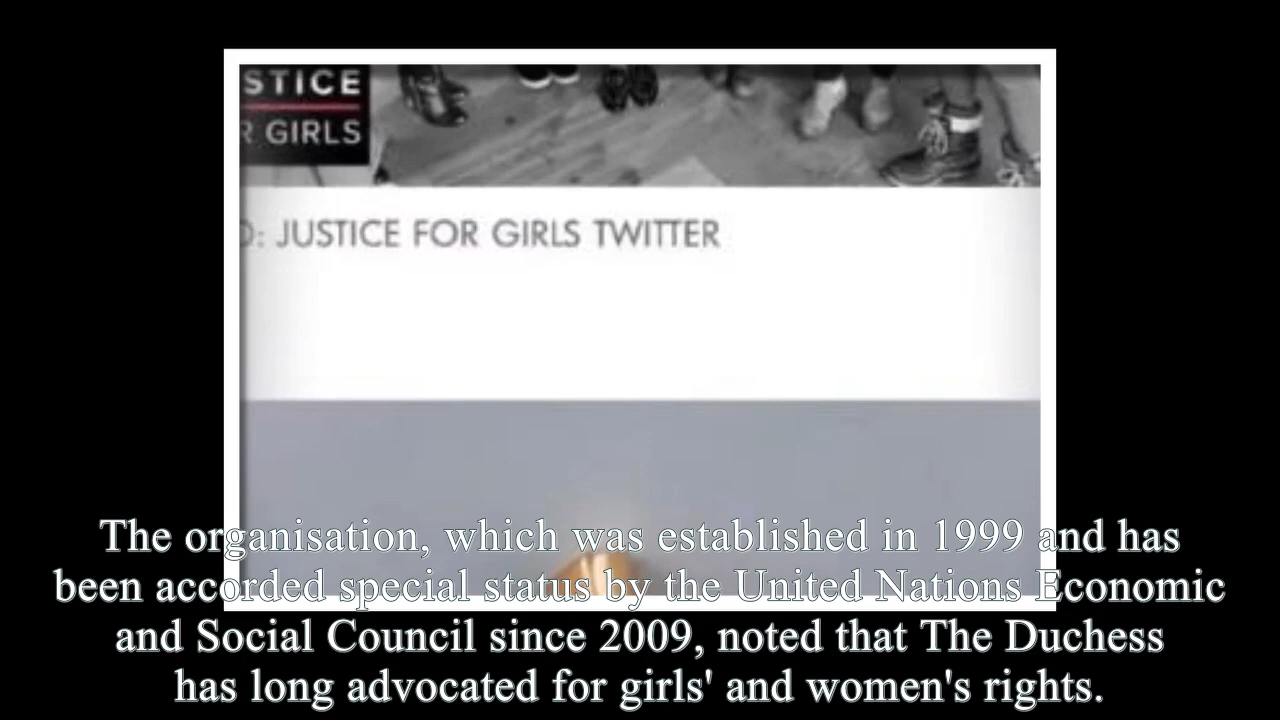 STICE
R GIRLS
: JUSTICE FOR GIRLS TWITTER
The organisation, which was established in 1999 and has
been accorded special status by the United Nations Economic
and Social Council since 2009, noted that The Duchess
has long advocated for girls' and women's rights.